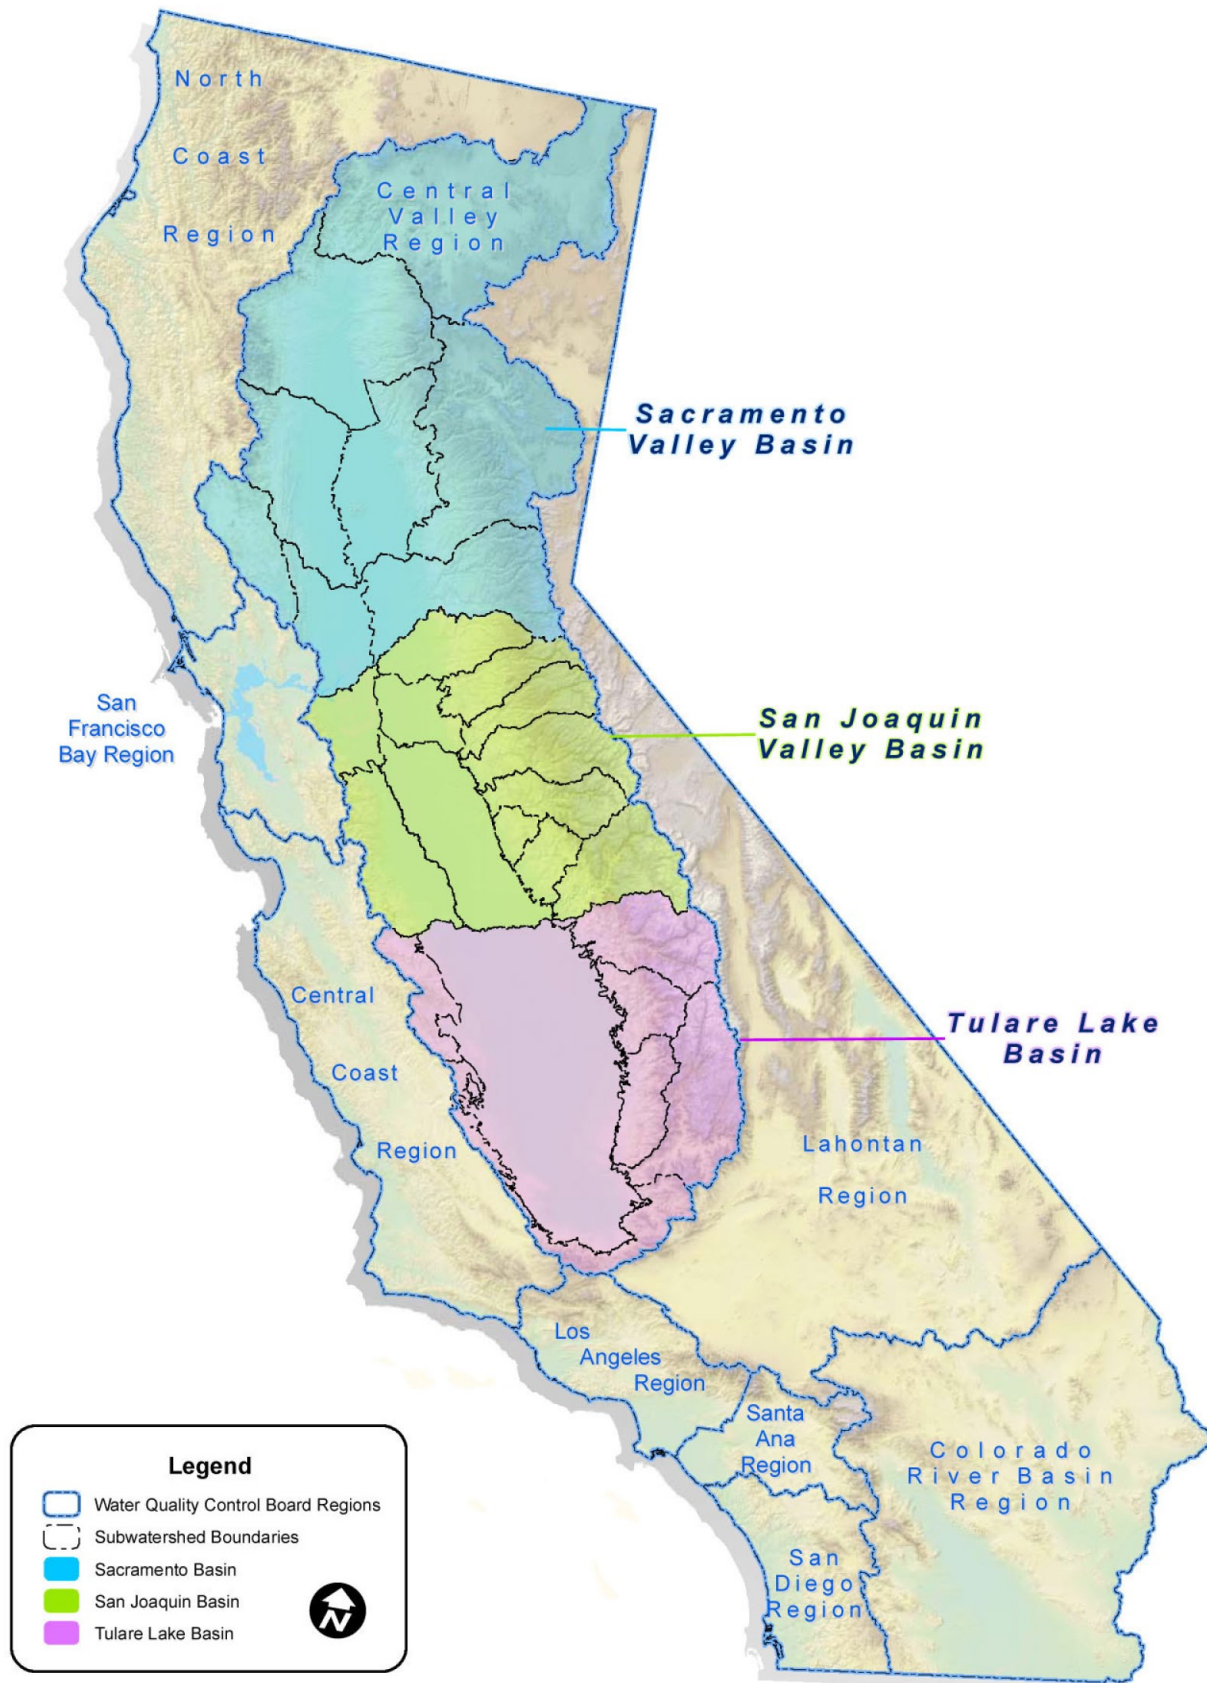 North
Coast
Region
Central
Valley
Region
Sacramento
Valley Basin
San
Francisco
Bay Region
San Joaquin
Valley Basin
Central
Coast
Region
Tulare Lake
Basin
Lahontan
Region
Los
Angeles
Region
Santa
Ana
Region
Colorado
River Basin
Region
San
Diego
Region
Legend
Water Quality Control Board Regions
Subwatershed Boundaries
Sacramento Basin
San Joaquin Basin
Tulare Lake Basin
N